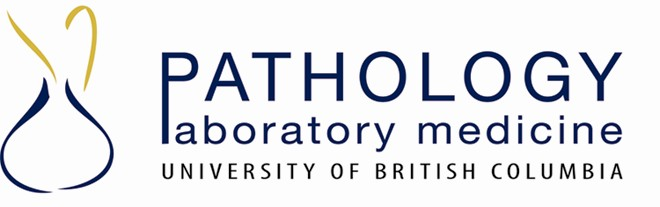 PATHOLOGY
laboratory medicine
UNIVERSITY OF BRITISH COLUMBIA